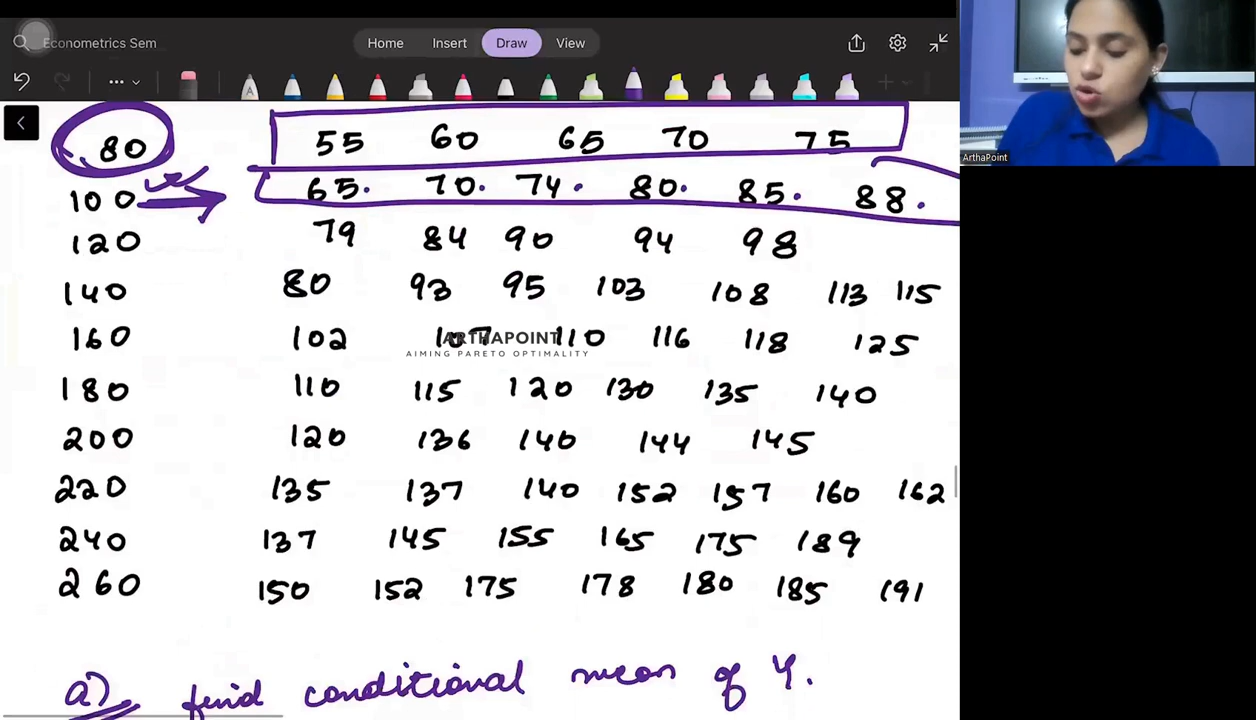 Econometrics Sem
Home Insert Draw View
ArthaPoint
80 55 60 65 70 75
100 65. 70. 74. 80. 85. 88.
120 79 84 90 94 98
140 80 93 95 103 108 113 115
160 102 107 110 116 118 125
ARTHAPOINT
AIMING PARETO OPTIMALITY
180 110 115 120 130 135 140
200 120 136 140 144 145
220 135 137 140 152 157 160 162
240 137 145 155 165 175 189
260 150 152 175 178 180 185 191
a) find conditional mean of Y.